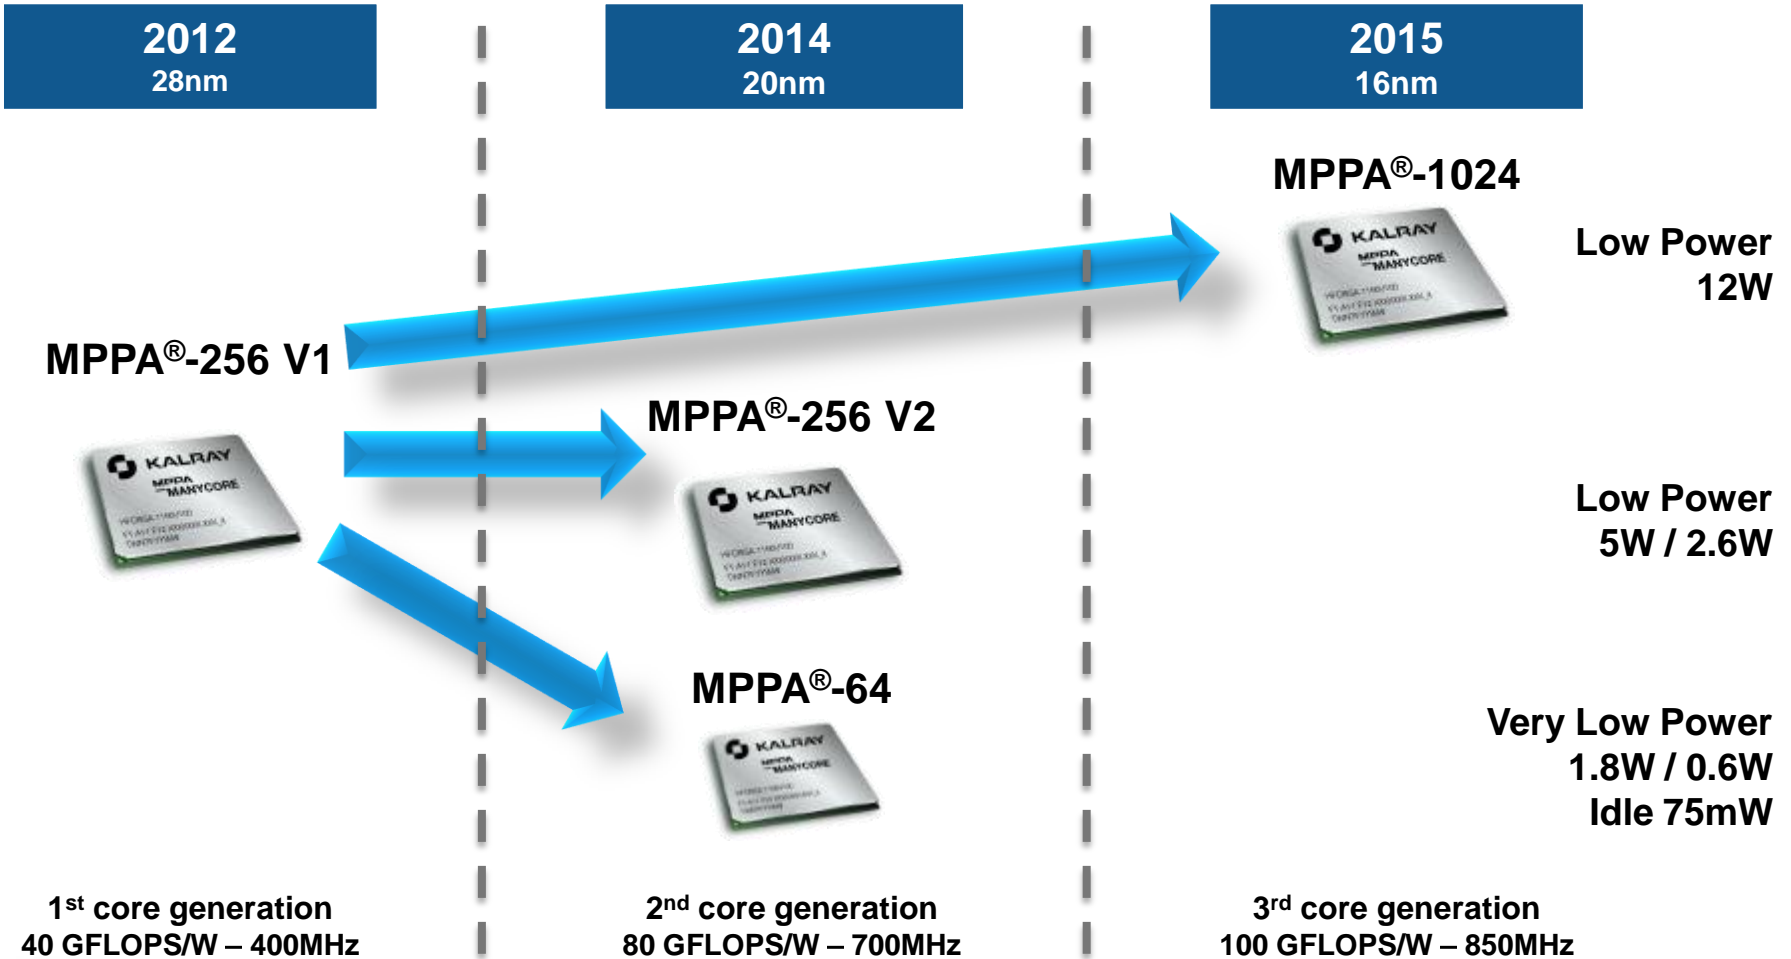 2012
28nm
2014
20nm
2015
16nm
MPPA®-1024
KALRAY
MPPA
MANYCORE
Low Power
12W
MPPA®-256 V1
KALRAY
MPPA
MANYCORE
MPPA®-256 V2
KALRAY
MPPA
MANYCORE
Low Power
5W / 2.6W
MPPA®-64
KALRAY
MPPA
MANYCORE
Very Low Power
1.8W / 0.6W
Idle 75mW
1st core generation
40 GFLOPS/W – 400MHz
2nd core generation
80 GFLOPS/W – 700MHz
3rd core generation
100 GFLOPS/W – 850MHz